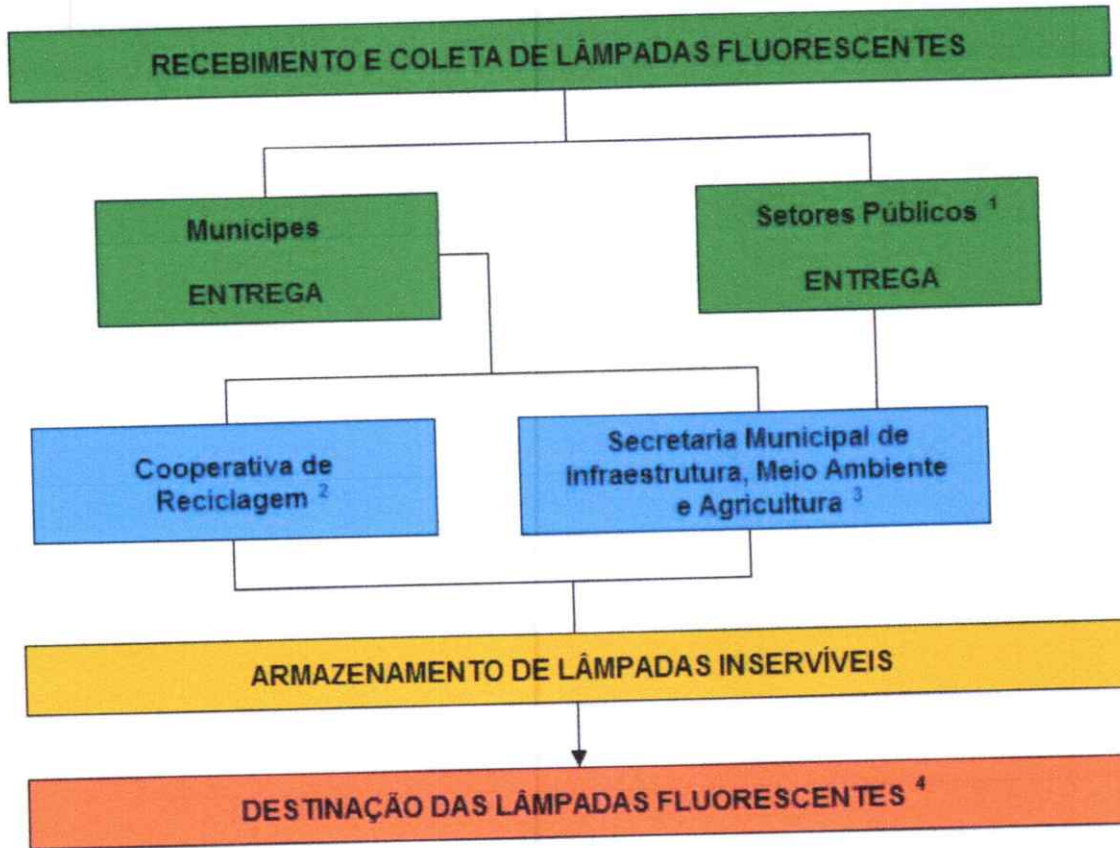 RECEBIMENTO E COLETA DE LÂMPADAS FLUORESCENTES
Municipes
ENTREGA
Setores Públicos 1
ENTREGA
Cooperativa de
Reciclagem 2
Secretaria Municipal de
Infraestrutura, Meio Ambiente
e Agricultura 3
ARMAZENAMENTO DE LÂMPADAS INSERVÍVEIS
DESTINAÇÃO DAS LÂMPADAS FLUORESCENTES 4